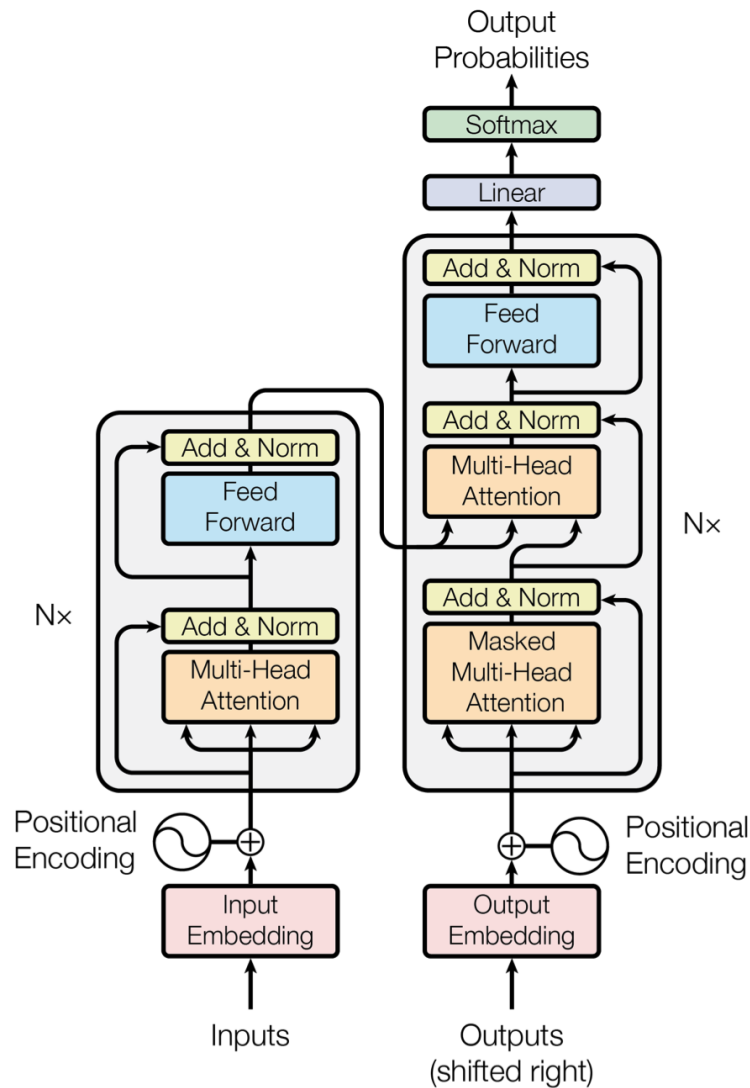 Output
Probabilities
Softmax
Linear
Add & Norm
Feed
Forward
Add & Norm
Multi-Head
Attention
Add & Norm
Masked
Multi-Head
Attention
N×
Add & Norm
Feed
Forward
Add & Norm
Multi-Head
Attention
N×
Positional
Encoding
Positional
Encoding
Input
Embedding
Output
Embedding
Inputs
Outputs
(shifted right)